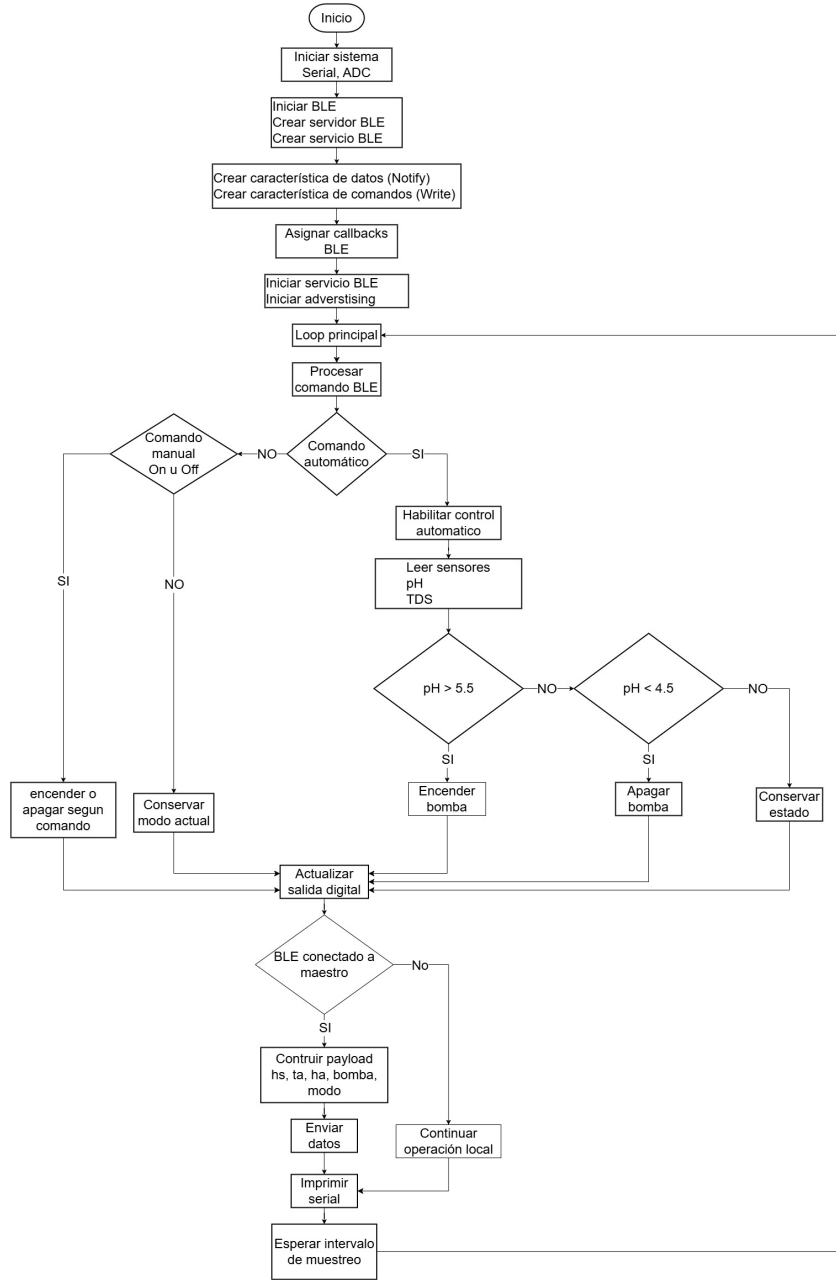 Inicio
Iniciar sistema
Serial, ADC
Iniciar BLE
Crear servidor BLE
Crear servicio BLE
Crear característica de datos (Notify)
Crear característica de comandos (Write)
Asignar callbacks
BLE
Iniciar servicio BLE
Iniciar adverstising
Loop principal
Procesar
comando BLE
Comando
manual
On u Off
NO
Comando
automático
SI
Habilitar control
automatico
Leer sensores
pH
TDS
SI
NO
pH > 5.5
NO
pH < 4.5
NO
SI
SI
encender o
apagar segun
comando
Conservar
modo actual
Encender
bomba
Apagar
bomba
Conservar
estado
Actualizar
salida digital
BLE conectado a
maestro
No
SI
Contruir payload
hs, ta, ha, bomba,
modo
Enviar
datos
Continuar
operación local
Imprimir
serial
Esperar intervalo
de muestreo